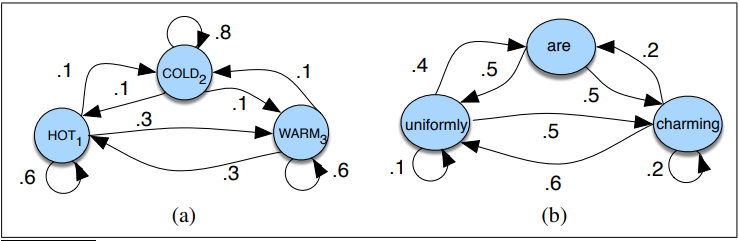 .8
COLD2
.1
.1
.1
.1
HOT1
.3
WARM3
.3
.6
.6
(a)
are
.4
.5
.2
.5
uniformly
.5
charming
.1
.6
.2
(b)